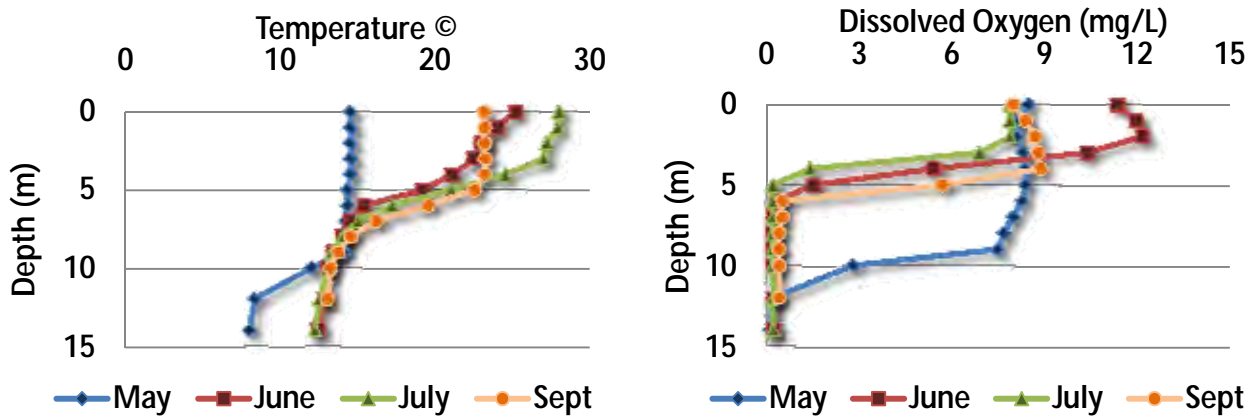 Temperature ©
0 10 20 30
0
5
10
15
Depth (m)
May June July Sept
Dissolved Oxygen (mg/L)
0 3 6 9 12 15
0
5
10
15
Depth (m)
May June July Sept